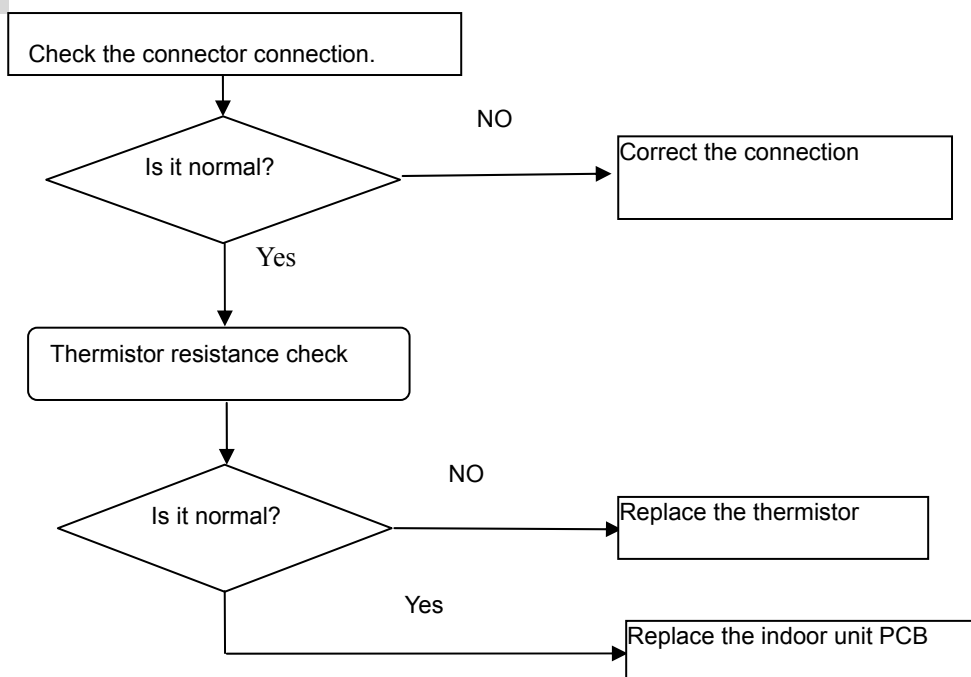 Check the connector connection.
NO
Is it normal?
Correct the connection
Yes
Thermistor resistance check
NO
Is it normal?
Replace the thermistor
Yes
Replace the indoor unit PCB